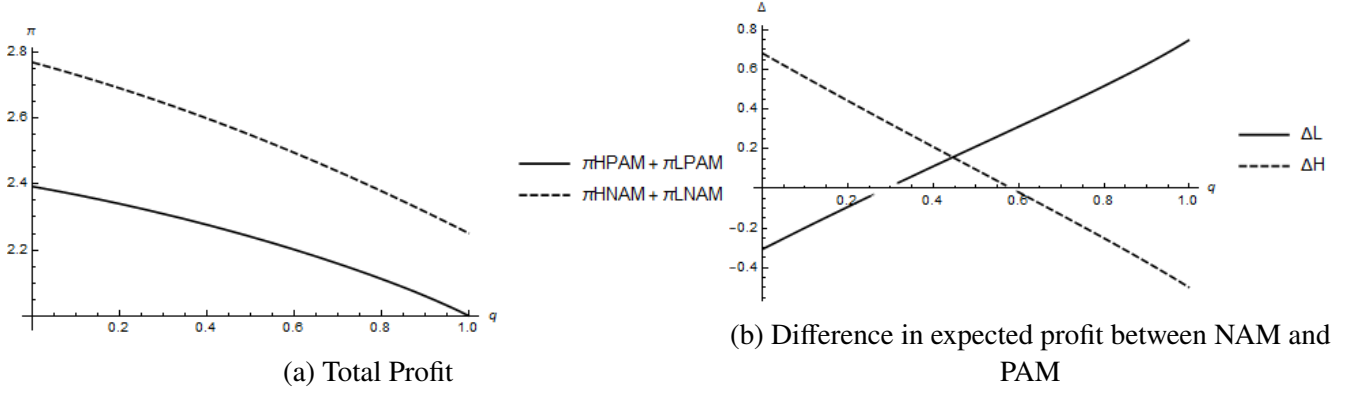 π
2.8
2.6
2.4
2.2
0.2 0.4 0.6 0.8 1.0 q
πHPAM + πLPAM
πHNAM + πLNAM
(a) Total Profit
Δ
0.8
0.6
0.4
0.2
-0.2
-0.4
0.2 0.4 0.6 0.8 1.0 q
ΔL
ΔH
(b) Difference in expected profit between NAM and
PAM